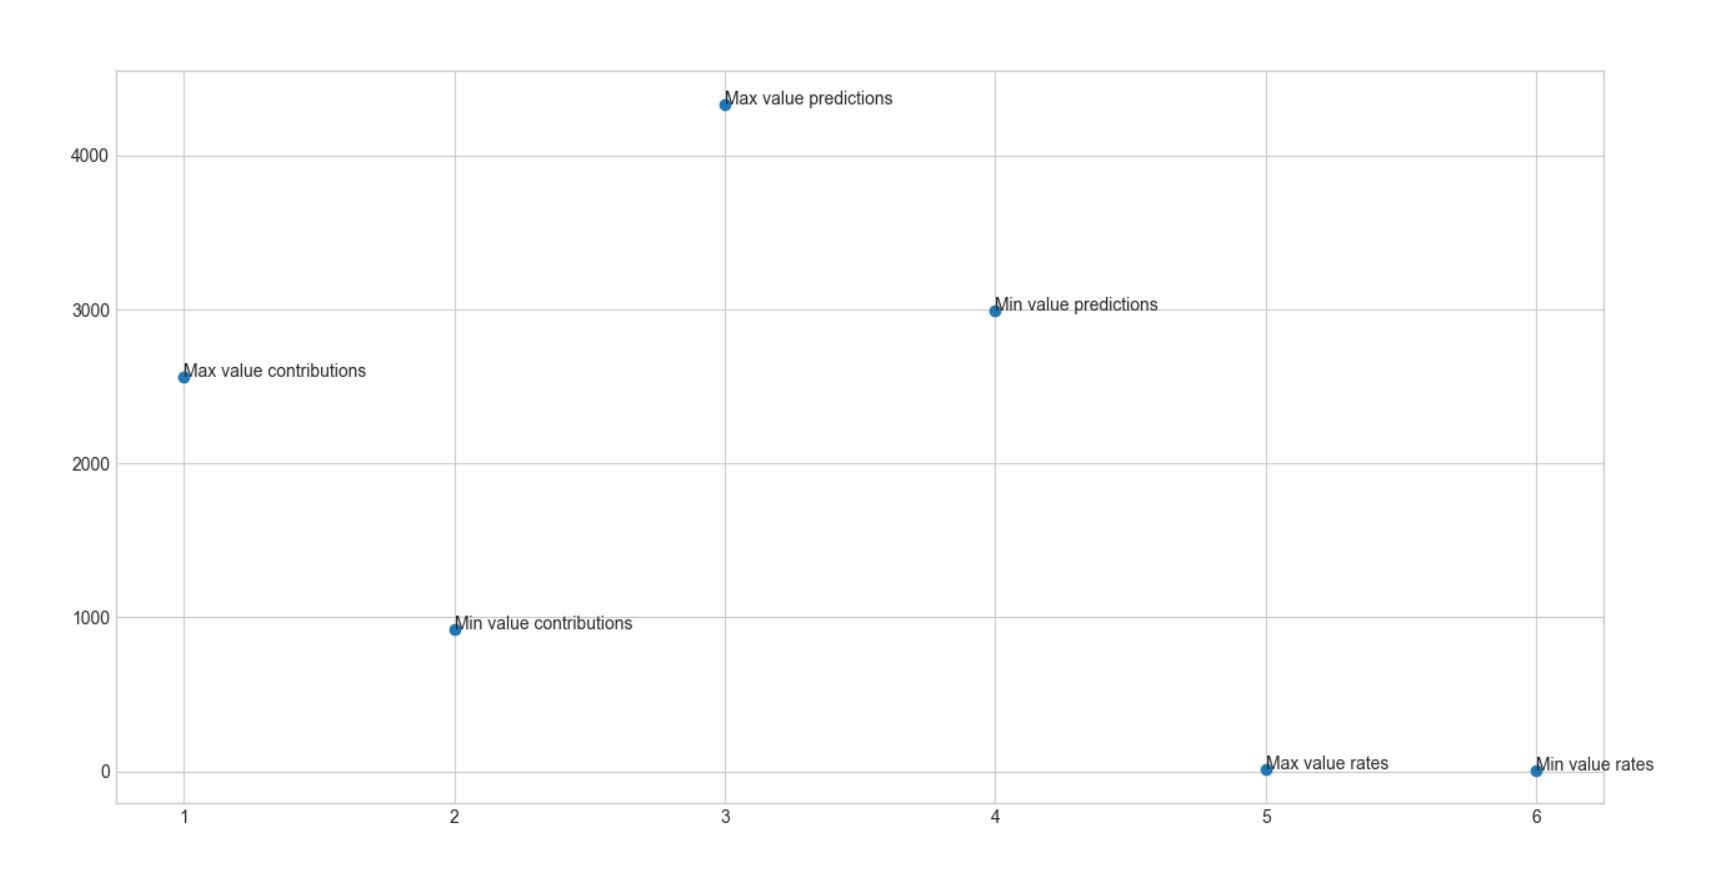 Max value predictions
4000
Min value predictions
3000
Max value contributions
2000
1000
Min value contributions
Max value rates
Min value rates
0
1 2 3 4 5 6